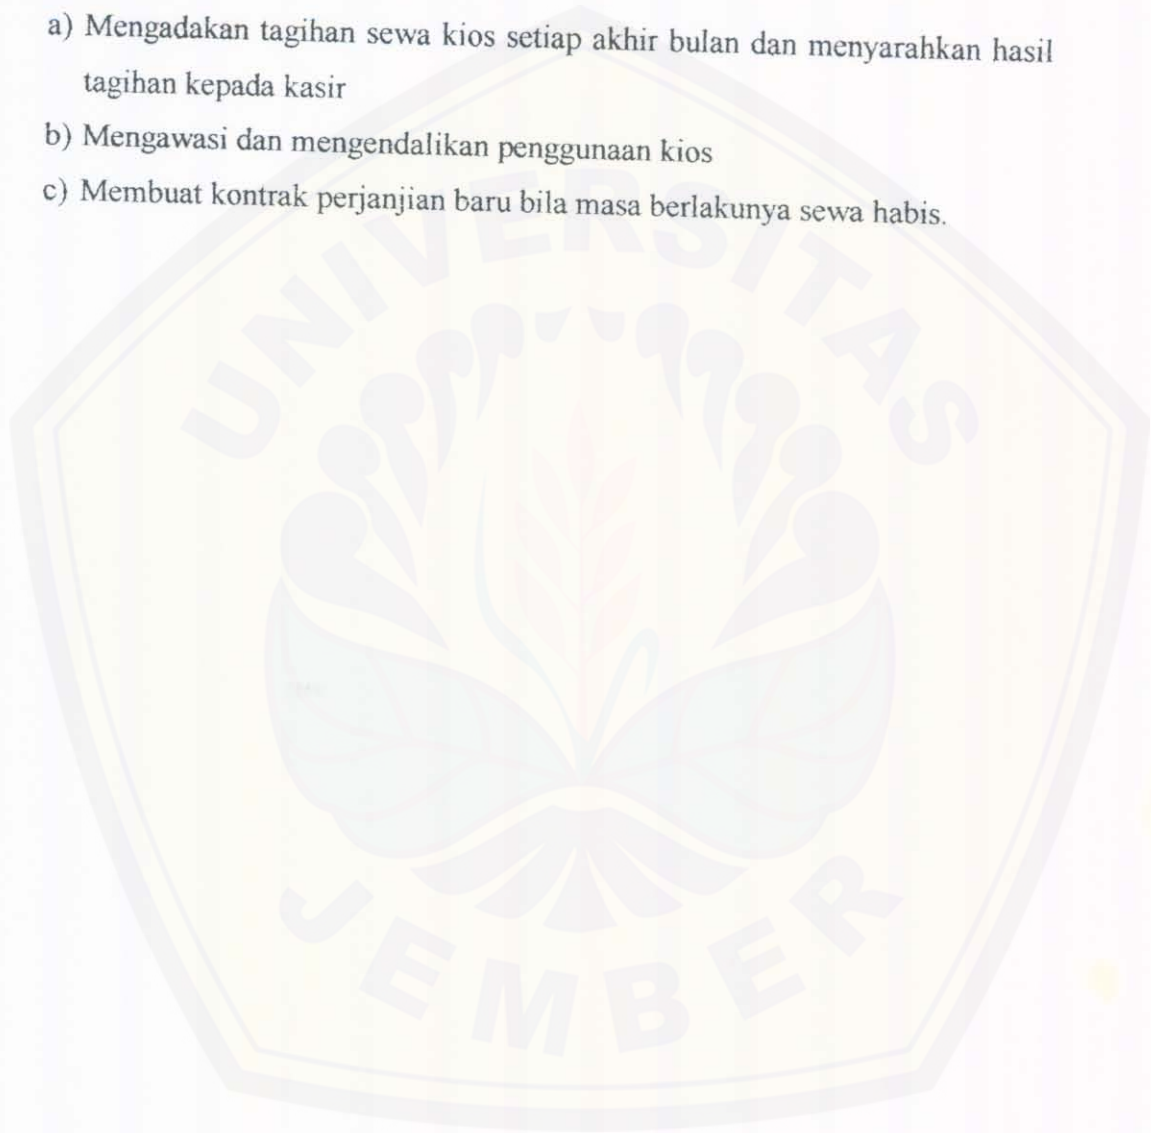 a) Mengadakan tagihan sewa kios setiap akhir bulan dan menyarahkan hasil
tagihan kepada kasir
b) Mengawasi dan mengendalikan penggunaan kios
c) Membuat kontrak perjanjian baru bila masa berlakunya sewa habis.
UNIVERSITAS
JEMBER